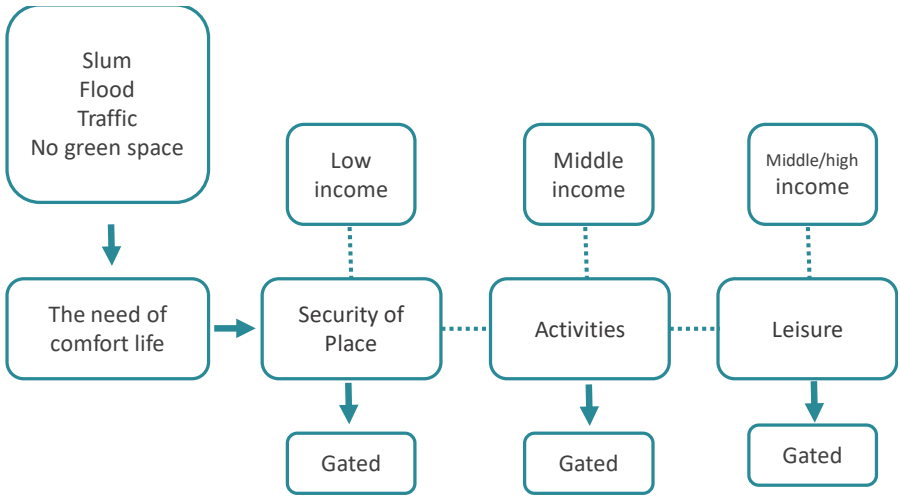 Slum
Flood
Traffic
No green space
Low
income
Middle
income
Middle/high
income
The need of
comfort life
Security of
Place
Activities
Leisure
Gated
Gated
Gated